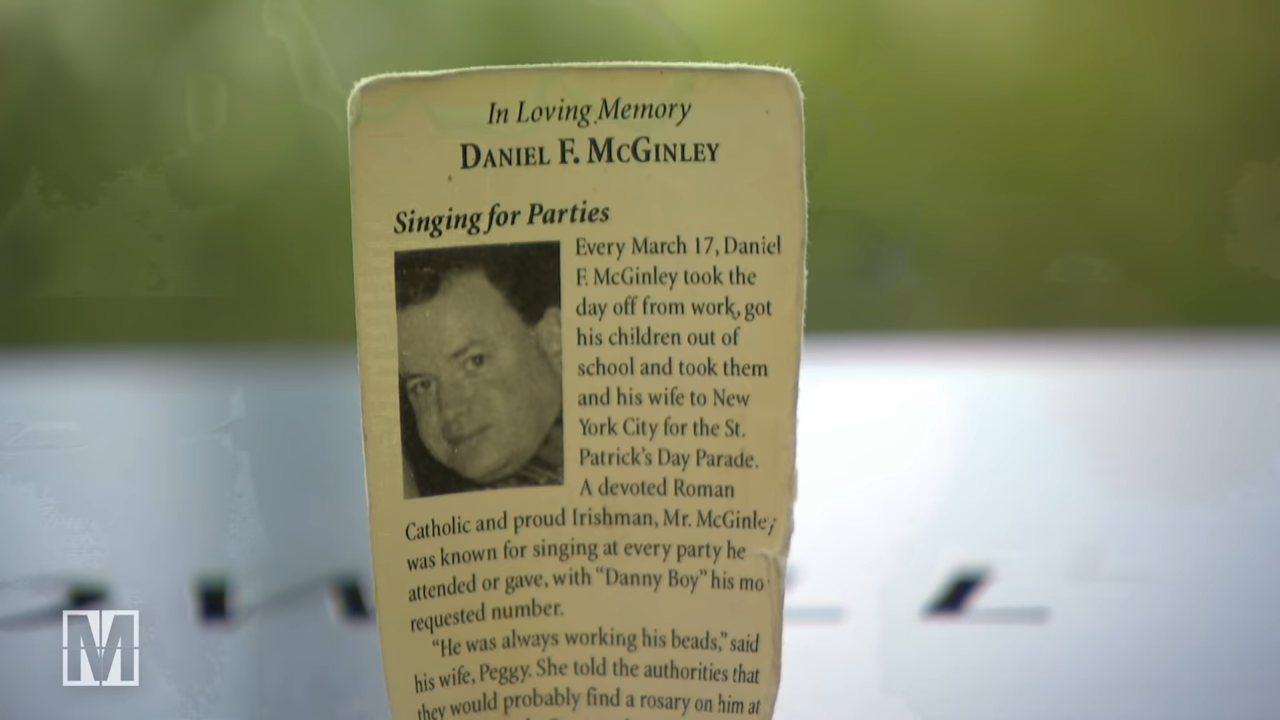 In Loving Memory
DANIEL F. MCGINLEY
Singing for Parties
Every March 17, Daniel
F. McGinley took the
day off from work, got
his children out of
school and took them
and his wife to New
York City for the St.
Patrick's Day Parade.
A devoted Roman
Catholic and proud Irishman, Mr. McGinley
was known for singing at every party he
attended or gave, with "Danny Boy" his mo
requested number.
"He was always working his beads," said
his wife, Peggy. She told the authorities that
they would probably find a rosary on him at
M